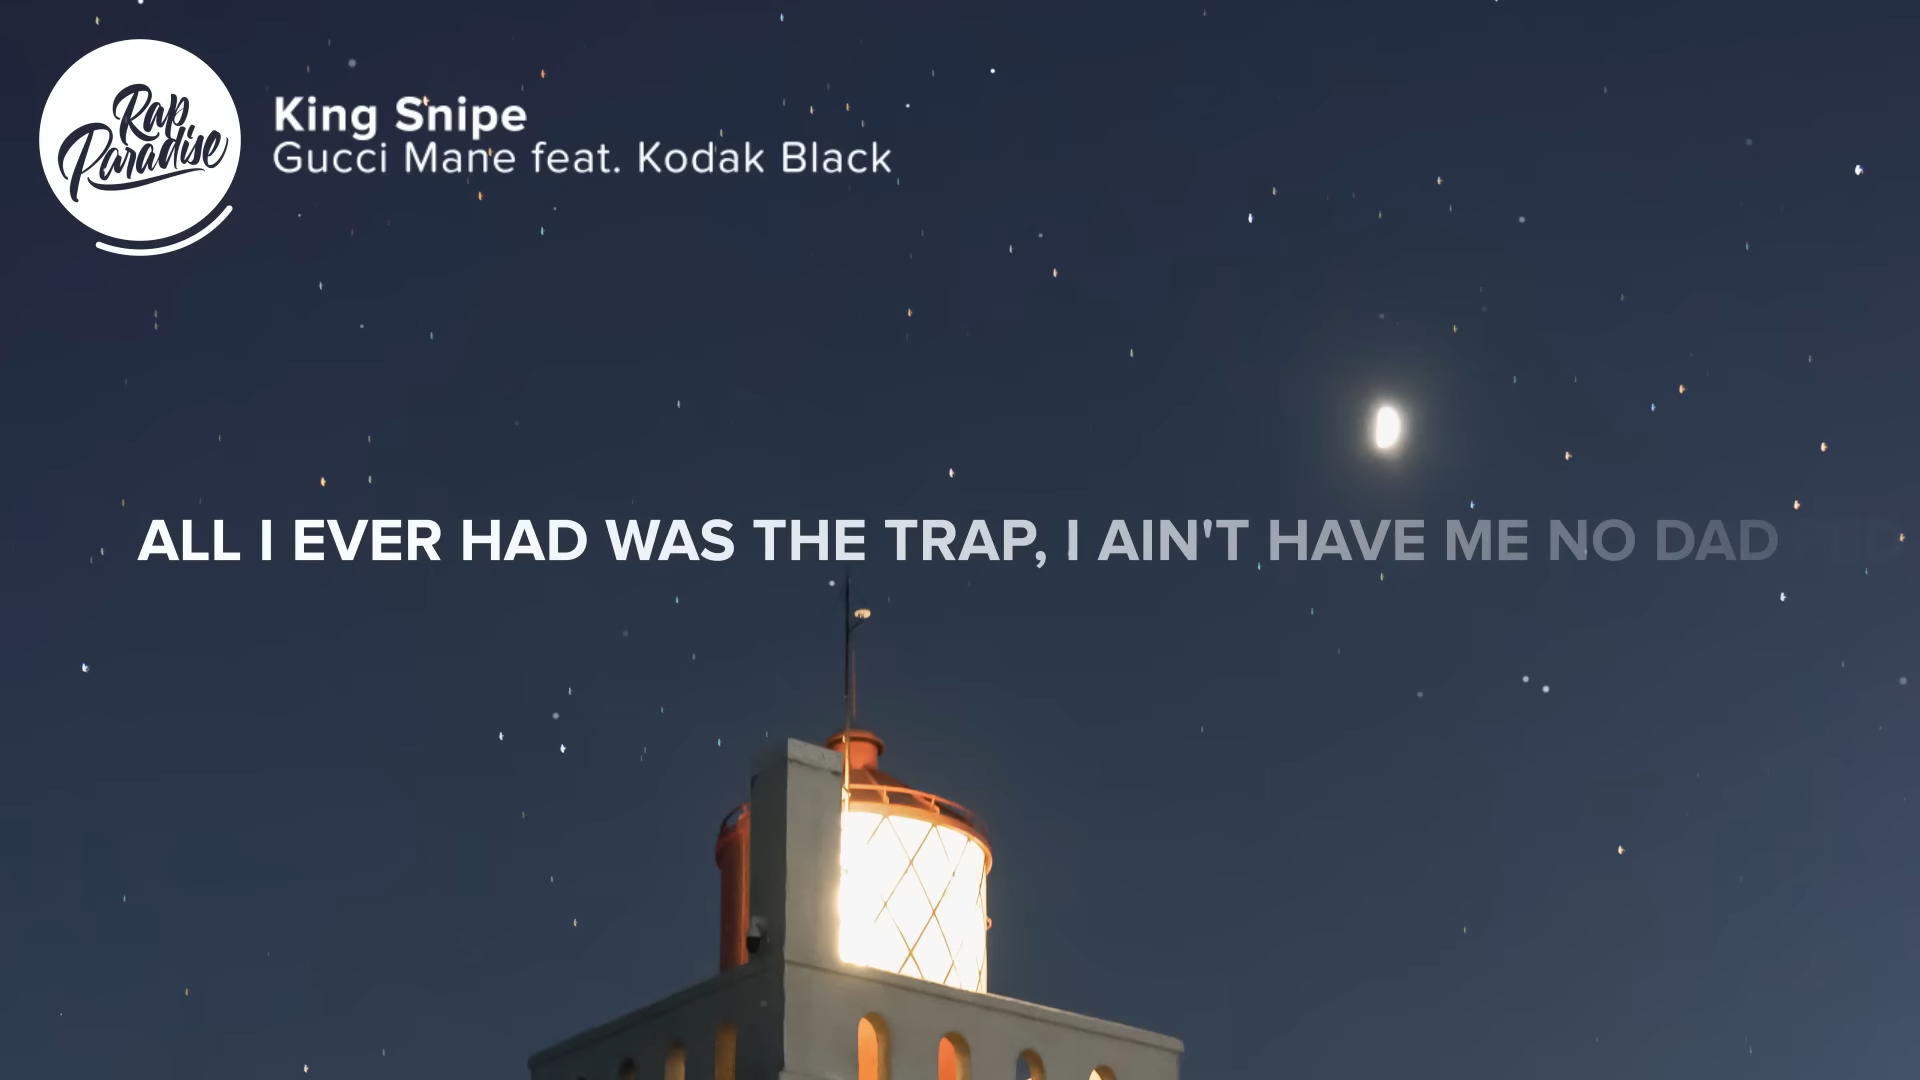 Rap
Paradise
King Snipe
Gucci Mane feat. Kodak Black
ALL I EVER HAD WAS THE TRAP, I AIN'T HAVE ME NO DAD